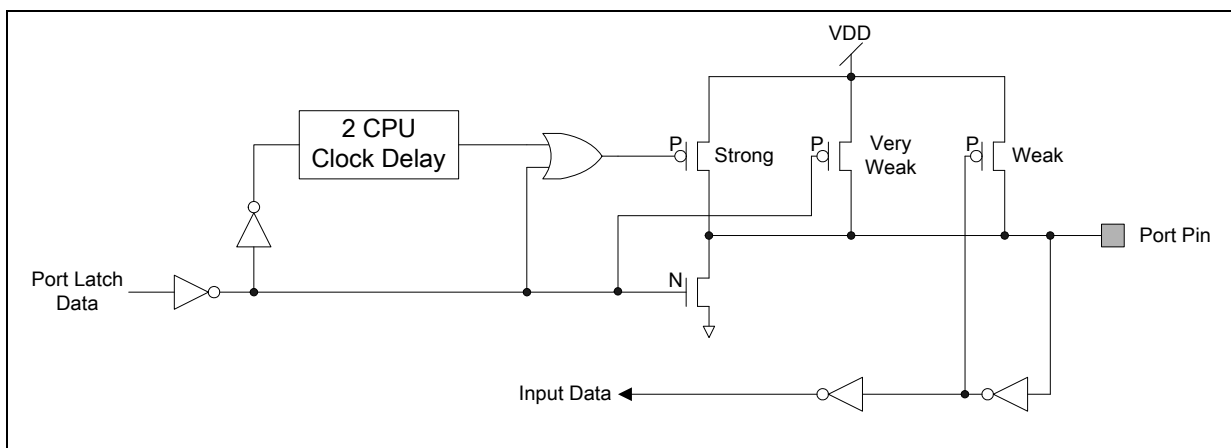 VDD
2 CPU
Clock Delay
P
Strong
P
Very
Weak
P
Weak
Port Pin
Port Latch
Data
N
Input Data